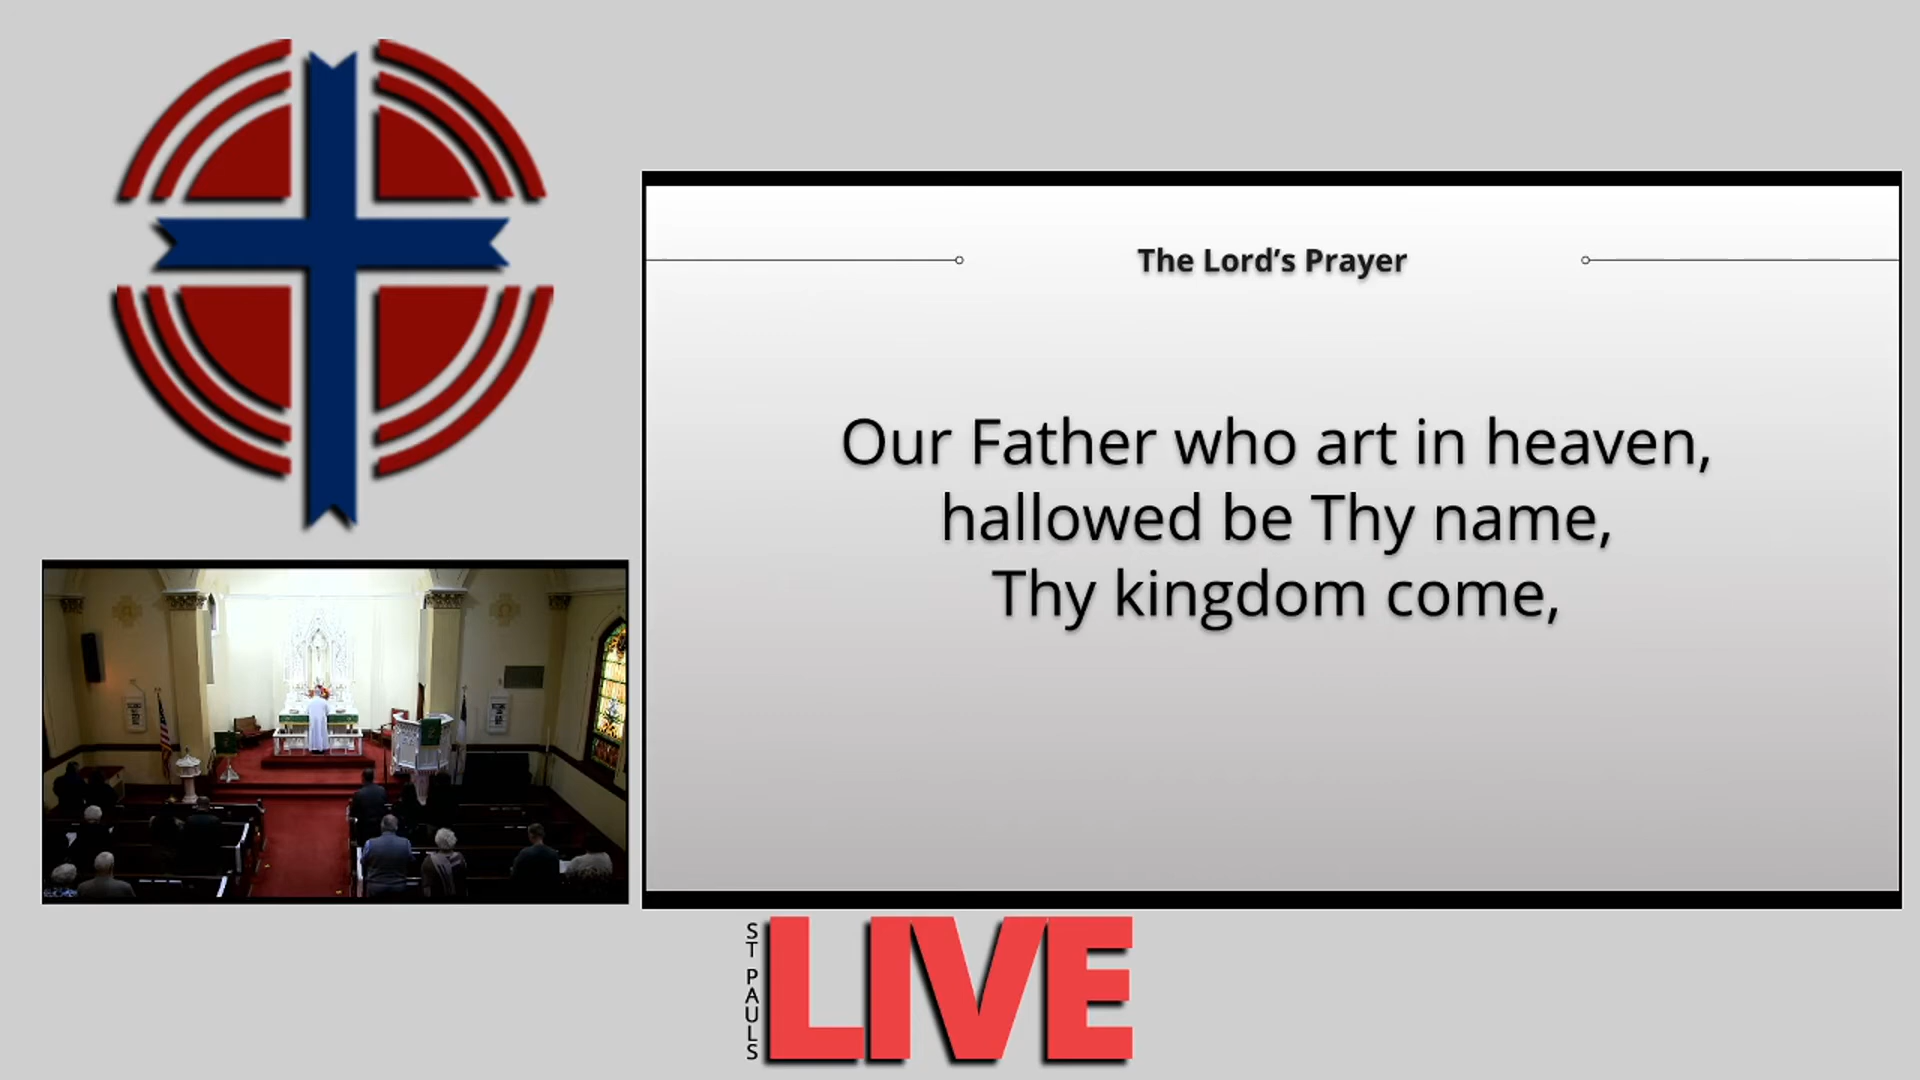 The Lord’s Prayer
Our Father who art in heaven,
hallowed be Thy name,
Thy kingdom come,
ST PAULS
LIVE